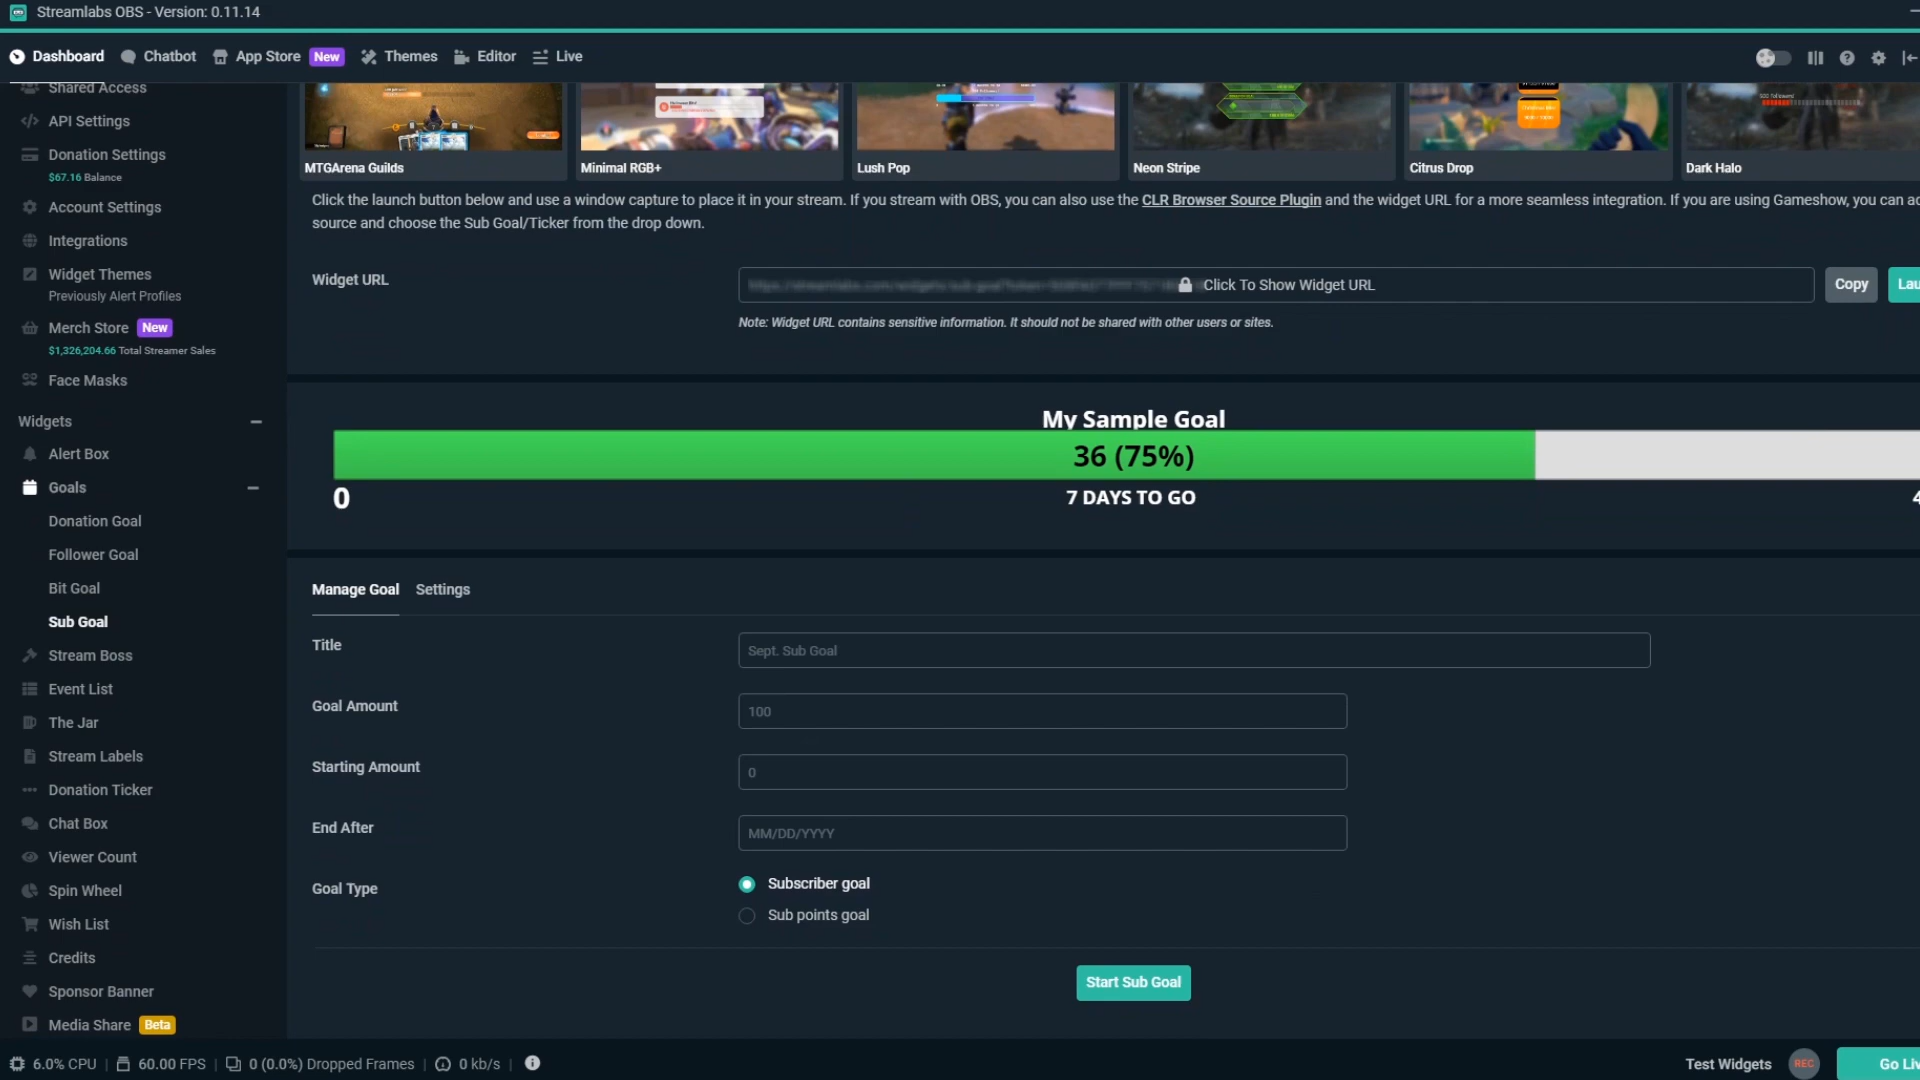 Streamlabs OBS - Version: 0.11.14
Dashboard Chatbot App Store New Themes Editor Live
Shared Access
API Settings
Donation Settings
$67.16 Balance
Account Settings
Integrations
Widget Themes
Previously Alert Profiles
Merch Store New
$1,326,204.66 Total Streamer Sales
Face Masks
Widgets
Alert Box
Goals
Donation Goal
Follower Goal
Bit Goal
Sub Goal
Stream Boss
Event List
The Jar
Stream Labels
Donation Ticker
Chat Box
Viewer Count
Spin Wheel
Wish List
Credits
Sponsor Banner
Media Share Beta
MTGArena Guilds Minimal RGB+ Lush Pop Neon Stripe Citrus Drop Dark Halo
Click the launch button below and use a window capture to place it in your stream. If you stream with OBS, you can also use the CLR Browser Source Plugin and the widget URL for a more seamless integration. If you are using Gameshow, you can
source and choose the Sub Goal/Ticker from the drop down.
Widget URL
Click To Show Widget URL
Copy
Note: Widget URL contains sensitive information. It should not be shared with other users or sites.
My Sample Goal
36 (75%)
0 7 DAYS TO GO
Manage Goal Settings
Title
Sept. Sub Goal
Goal Amount
100
Starting Amount
0
End After
MM/DD/YYYY
Goal Type
Subscriber goal
Sub points goal
Start Sub Goal
6.0% CPU | 60.00 FPS | 0 (0.0%) Dropped Frames | 0 kb/s |
Test Widgets REC Go